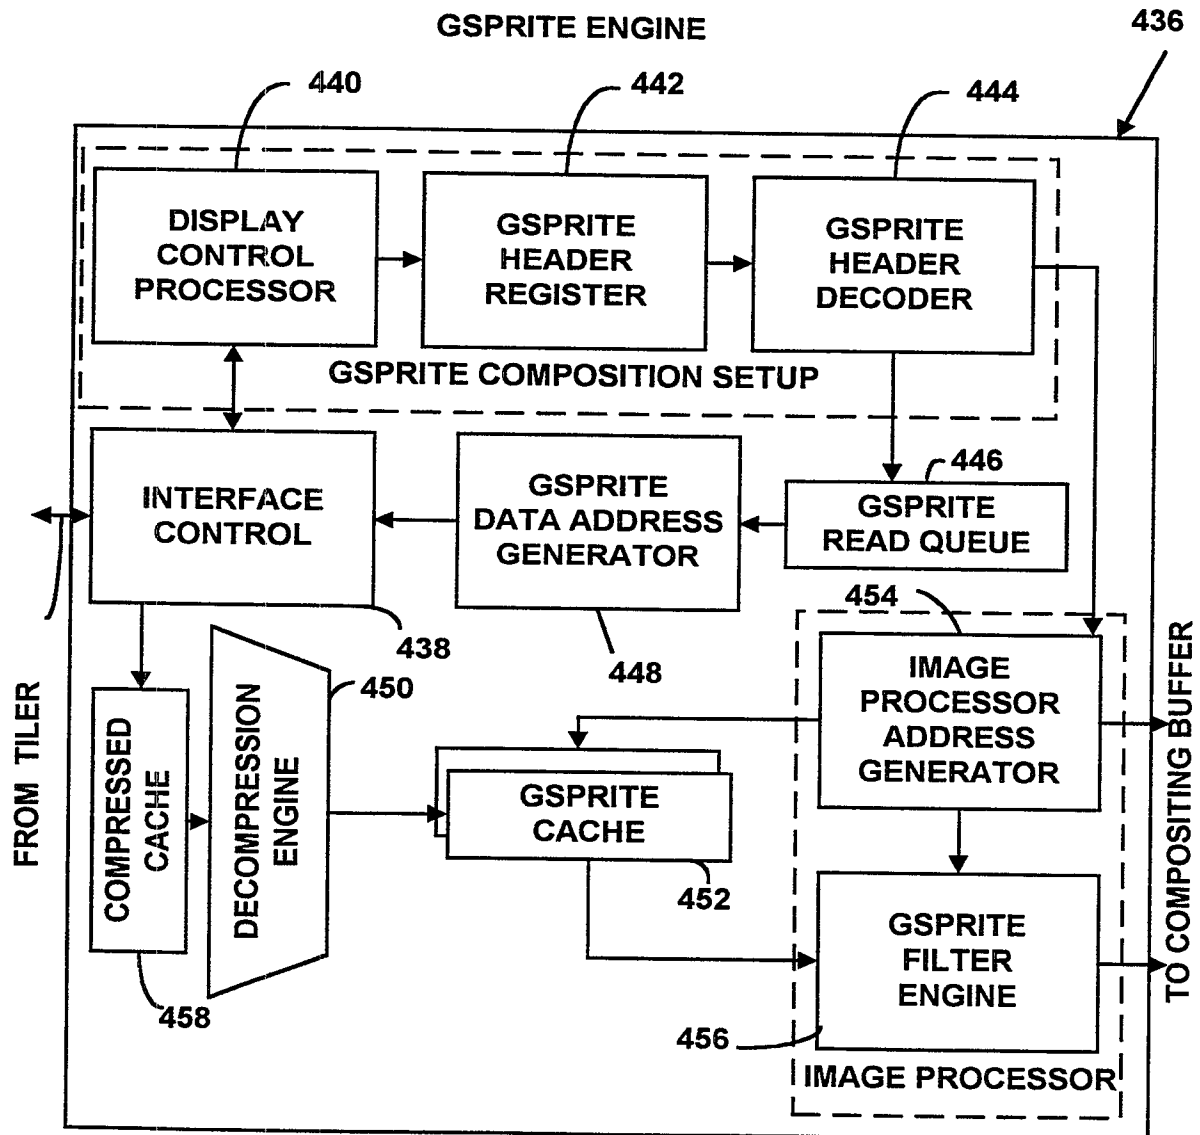 GSPRITE ENGINE
436
440
442
444
DISPLAY
CONTROL
PROCESSOR
GSPRITE
HEADER
REGISTER
GSPRITE
HEADER
DECODER
GSPRITE COMPOSITION SETUP
INTERFACE
CONTROL
438
GSPRITE
DATA ADDRESS
GENERATOR
448
446
GSPRITE
READ QUEUE
454
IMAGE
PROCESSOR
ADDRESS
GENERATOR
FROM TILER
COMPRESSED
CACHE
458
450
DECOMPRESSION
ENGINE
GSPRITE
CACHE
452
GSPRITE
FILTER
ENGINE
456
IMAGE PROCESSOR
TO COMPOSITING BUFFER